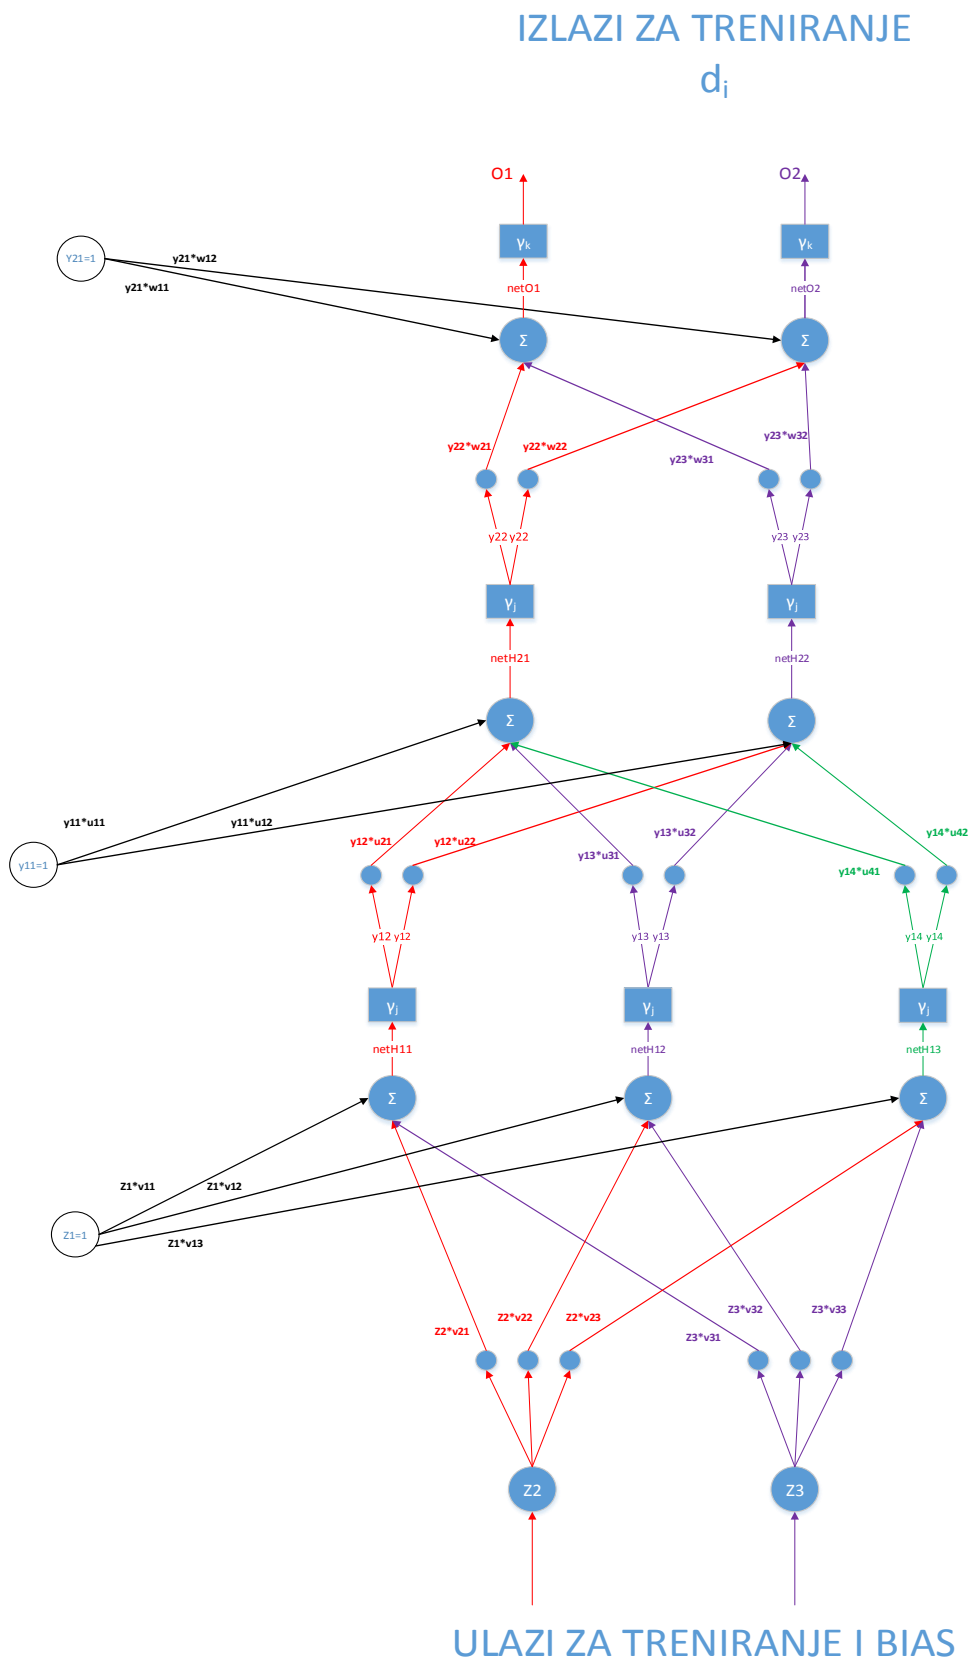 IZLAZI ZA TRENIRANJE
di
O1 O2
γk γk
Y21=1
y21*w12
y21*w11
netO1 netO2
Σ Σ
y22*w21 y22*w22 y23*w31 y23*w32
y22 y22 y23 y23
γj γj
netH21 netH22
Σ Σ
y11*u11 y11*u12
y11=1
y12*u21 y12*u22 y13*u31 y13*u32 y14*u41 y14*u42
y12 y12 y13 y13 y14 y14
γj γj γj
netH11 netH12 netH13
Σ Σ Σ
Z1*v11 Z1*v12
Z1=1
Z1*v13
Z2*v21 Z2*v22 Z2*v23 Z3*v31 Z3*v32 Z3*v33
Z2 Z3
ULAZI ZA TRENIRANJE I BIAS